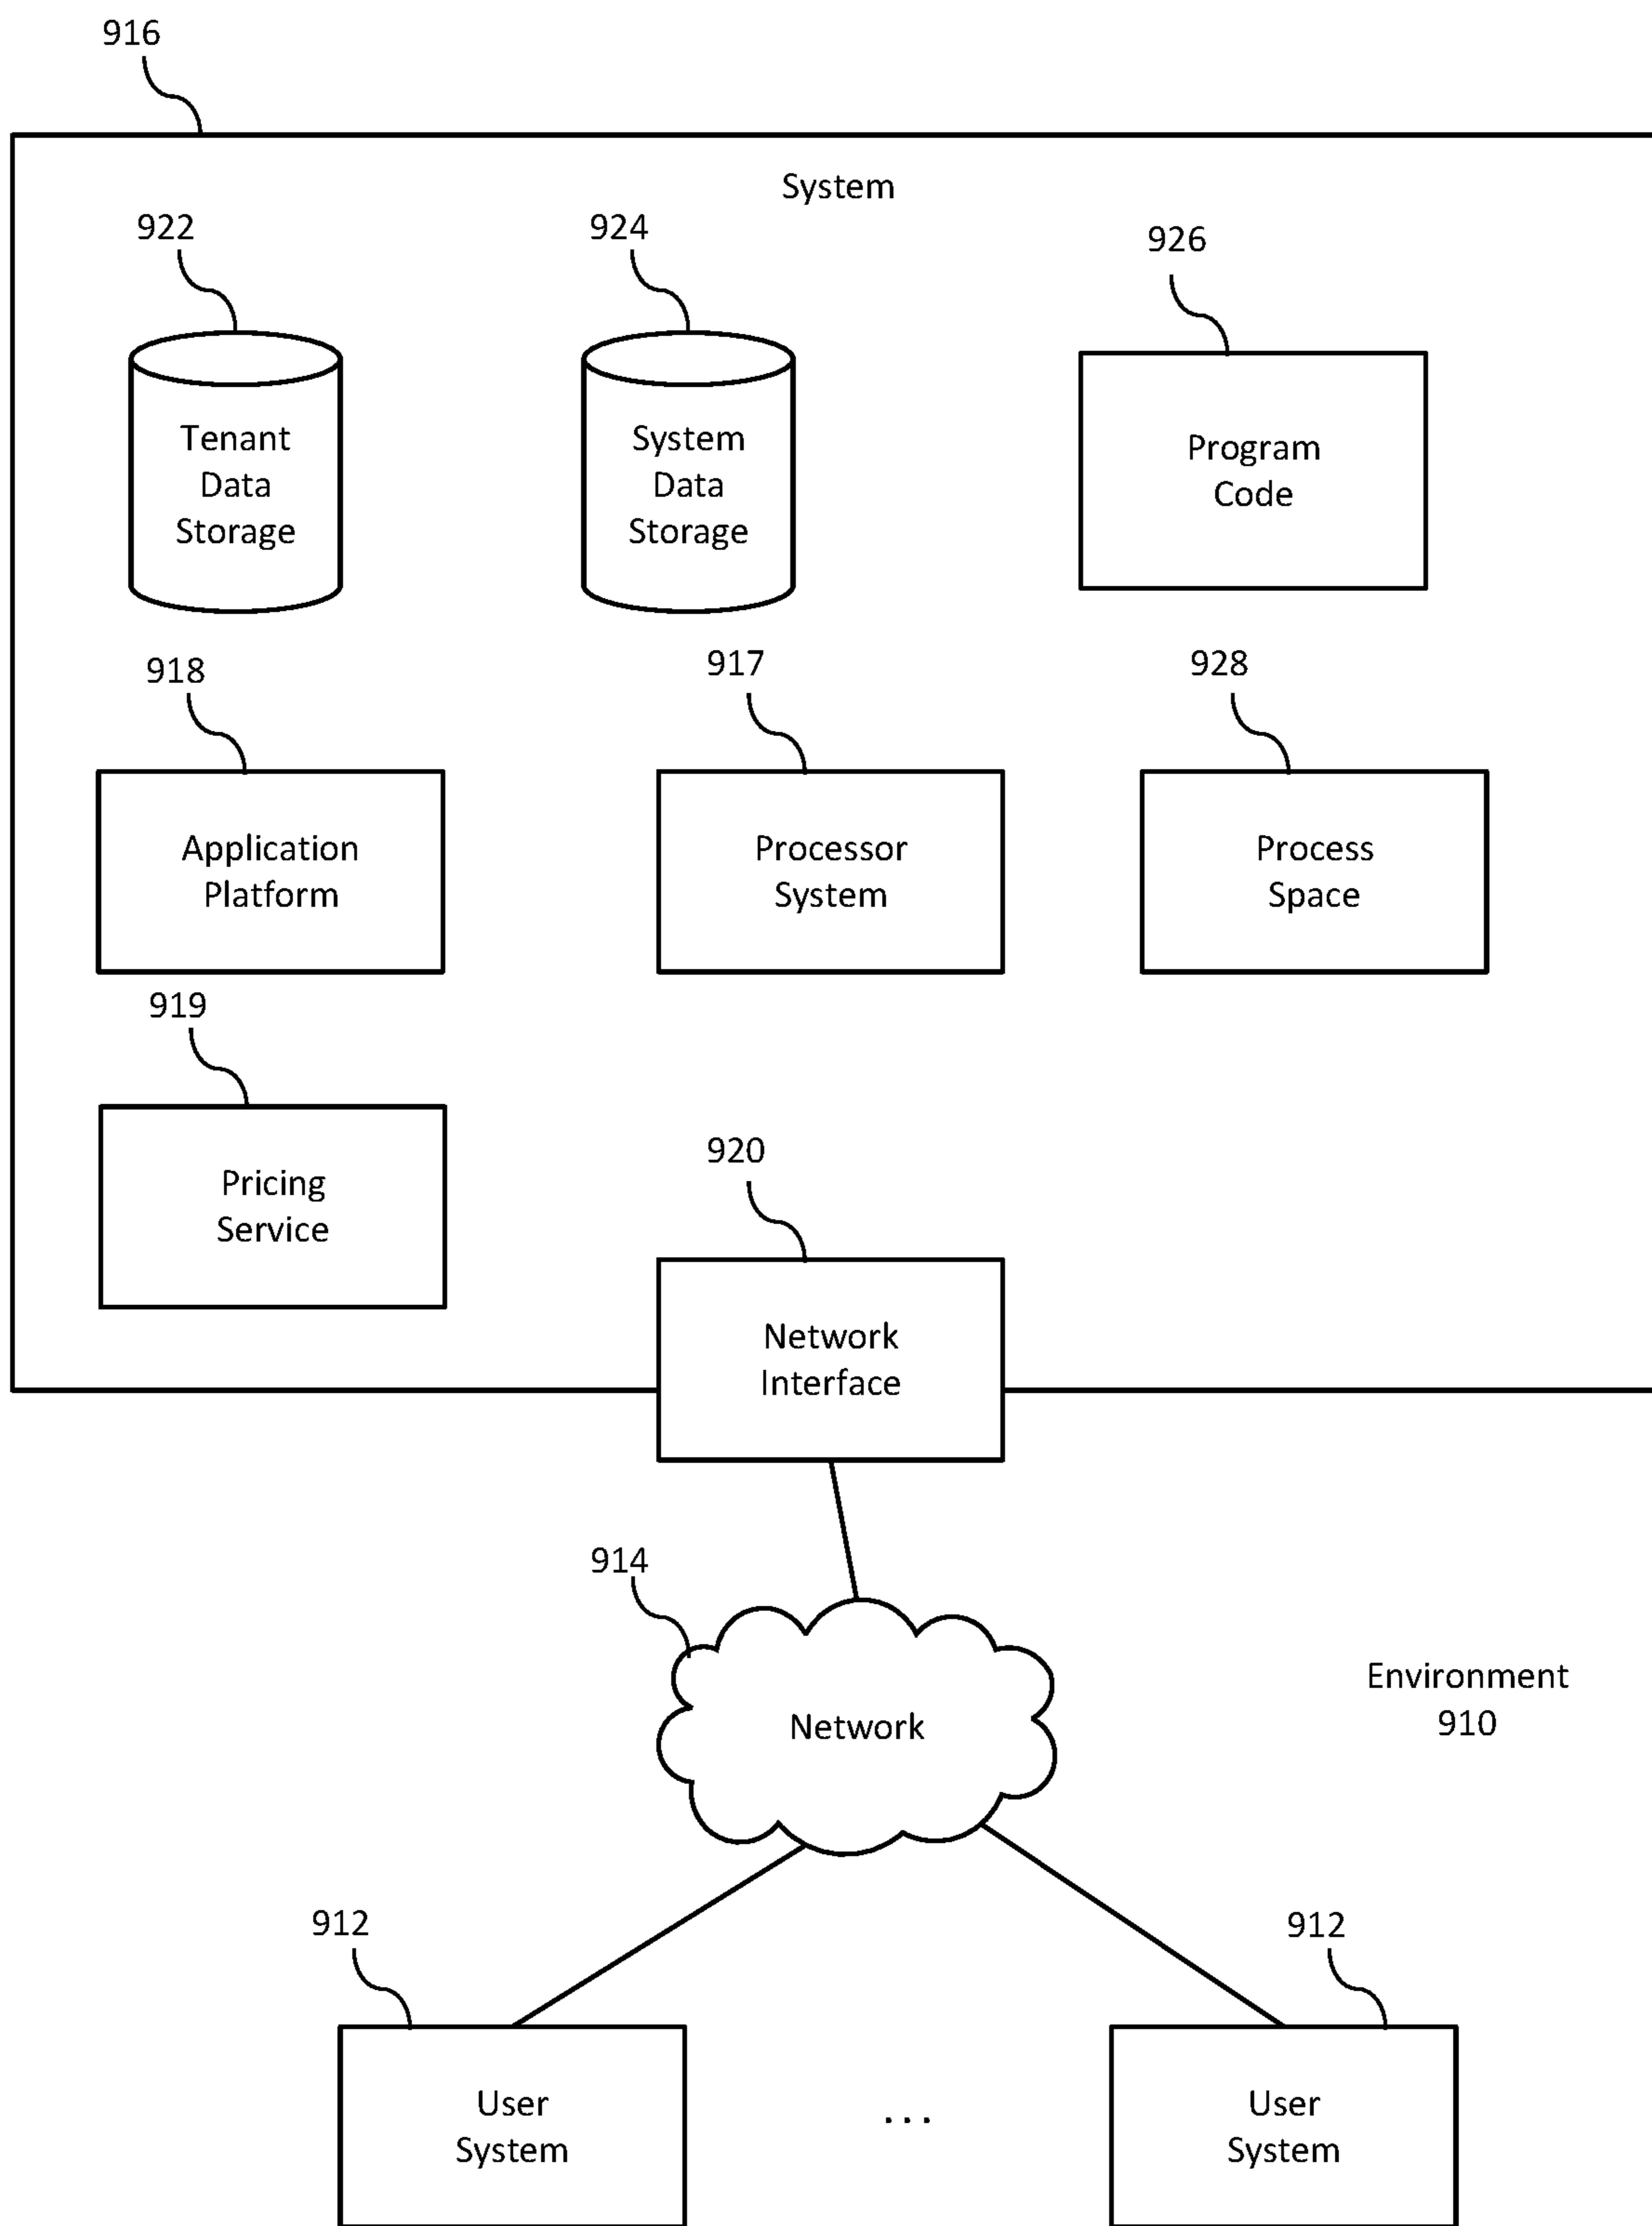 916
System
922
924
926
Tenant
Data
Storage
System
Data
Storage
Program
Code
918
917
928
Application
Platform
Processor
System
Process
Space
919
Pricing
Service
920
Network
Interface
914
Network
Environment
910
912
912
User
System
...
User
System